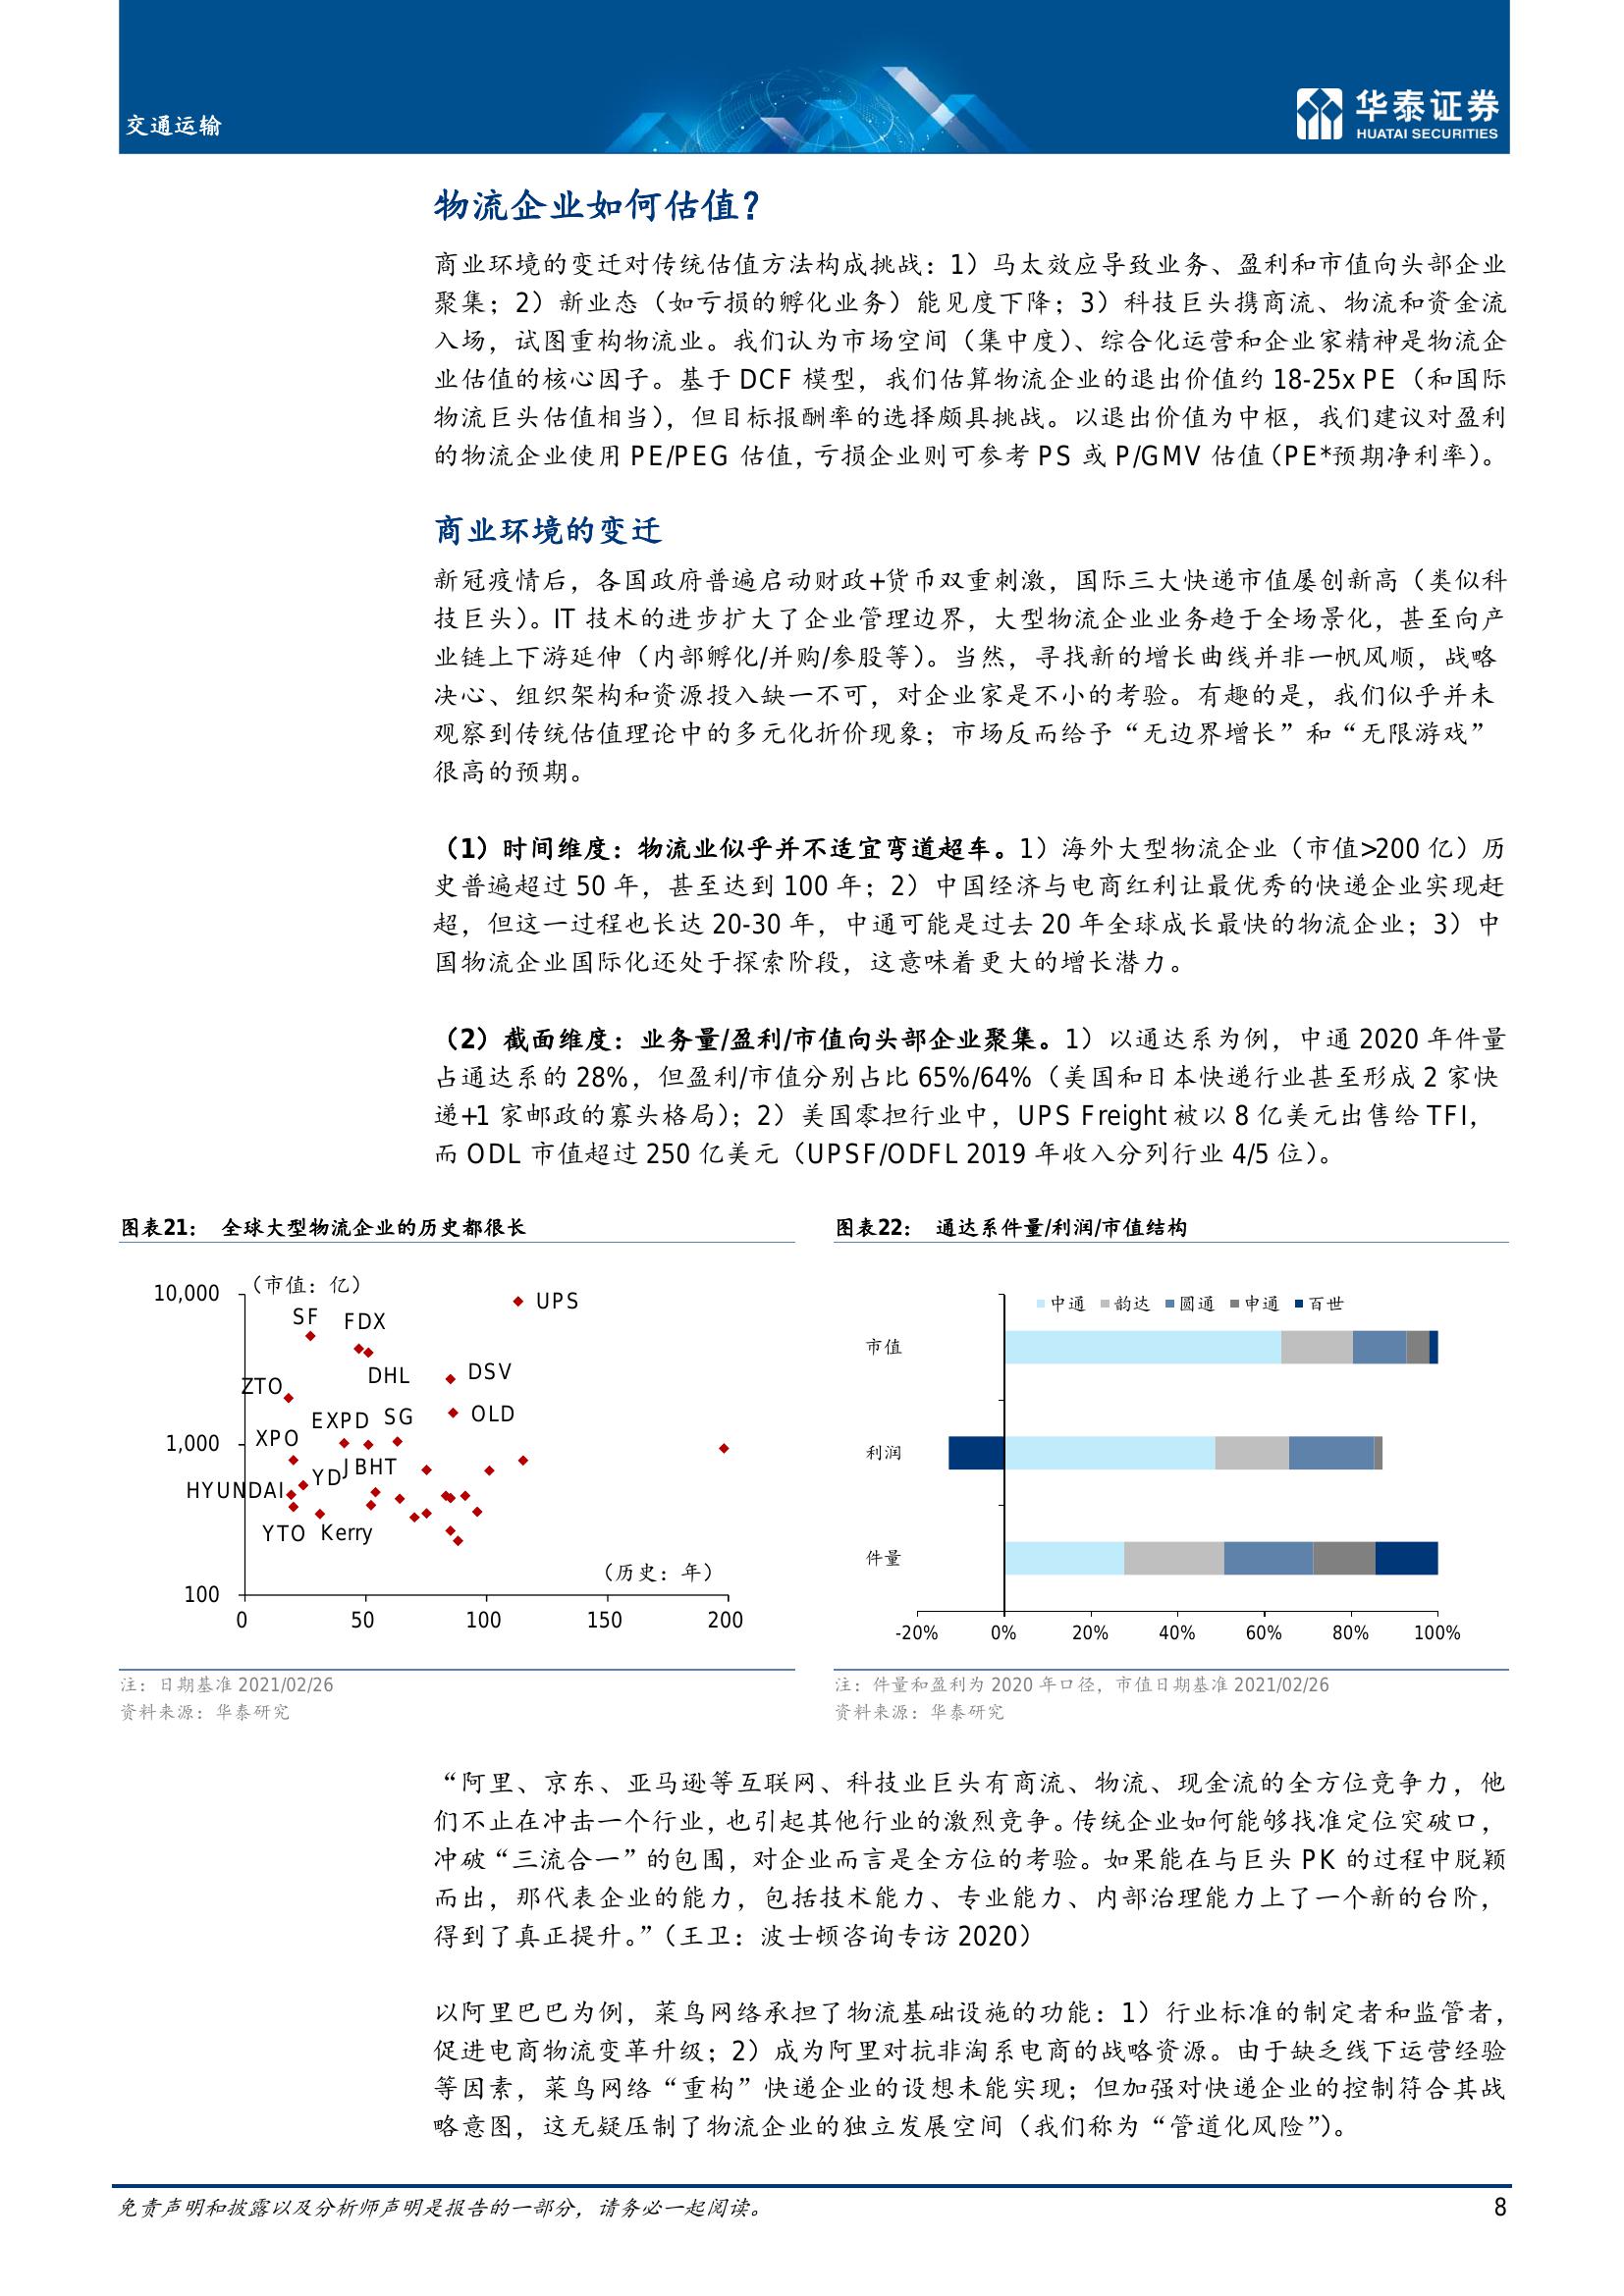 交通运输
华泰证券
HUATAI SECURITIES
物流企业如何估值?
商业环境的变迁对传统估值方法构成挑战：1）马太效应导致业务、盈利和市值向头部企业
聚集；2）新业态（如亏损的孵化业务）能见度下降；3）科技巨头携商流、物流和资金流
入场，试图重构物流业。我们认为市场空间（集中度）、综合化运营和企业家精神是物流企
业估值的核心因子。基于 DCF 模型，我们估算物流企业的退出价值约 18-25x PE（和国际
物流巨头估值相当），但目标报酬率的选择颇具挑战。以退出价值为中枢，我们建议对盈利
的物流企业使用 PE/PEG 估值，亏损企业则可参考 PS 或 P/GMV 估值（PE*预期净利率）。
商业环境的变迁
新冠疫情后，各国政府普遍启动财政+货币双重刺激，国际三大快递市值屡创新高（类似科
技巨头）。IT 技术的进步扩大了企业管理边界，大型物流企业业务趋于全场景化，甚至向产
业链上下游延伸（内部孵化/并购/参股等）。当然，寻找新的增长曲线并非一帆风顺，战略
决心、组织架构和资源投入缺一不可，对企业家是不小的考验。有趣的是，我们似乎并未
观察到传统估值理论中的多元化折价现象；市场反而给予“无边界增长”和“无限游戏”
很高的预期。
（1）时间维度：物流业似乎并不适宜弯道超车。1）海外大型物流企业（市值>200 亿）历
史普遍超过 50 年，甚至达到 100 年；2）中国经济与电商红利让最优秀的快递企业实现赶
超，但这一过程也长达 20-30 年，中通可能是过去 20 年全球成长最快的物流企业；3）中
国物流企业国际化还处于探索阶段，这意味着更大的增长潜力。
（2）截面维度：业务量/盈利/市值向头部企业聚集。1）以通达系为例，中通 2020 年件量
占通达系的 28%，但盈利/市值分别占比 65%/64%（美国和日本快递行业甚至形成 2 家快
递+1 家邮政的寡头格局）；2）美国零担行业中，UPS Freight 被以 8 亿美元出售给 TFI，
而 ODL 市值超过 250 亿美元（UPSF/ODFL 2019 年收入分列行业 4/5 位）。
图表21： 全球大型物流企业的历史都很长
（市值：亿）
10,000
1,000
100
UPS
SF
FDX
DHL
DSV
ZTO
OLD
EXPD
SG
XPO
JBHT
YD
HYUNDAI
YTO
Kerry
（历史：年）
0 50 100 150 200
注：日期基准 2021/02/26
资料来源：华泰研究
图表22： 通达系件量/利润/市值结构
中通 韵达 圆通 申通 百世
市值
利润
件量
-20% 0% 20% 40% 60% 80% 100%
注：件量和盈利为 2020 年口径，市值日期基准 2021/02/26
资料来源：华泰研究
“阿里、京东、亚马逊等互联网、科技业巨头有商流、物流、现金流的全方位竞争力，他
们不止在冲击一个行业，也引起其他行业的激烈竞争。传统企业如何能够找准定位突破口，
冲破“三流合一”的包围，对企业而言是全方位的考验。如果能在与巨头 PK 的过程中脱颖
而出，那代表企业的能力，包括技术能力、专业能力、内部治理能力上了一个新的台阶，
得到了真正提升。”（王卫：波士顿咨询专访 2020）
以阿里巴巴为例，菜鸟网络承担了物流基础设施的功能：1）行业标准的制定者和监管者，
促进电商物流变革升级；2）成为阿里对抗非淘系电商的战略资源。由于缺乏线下运营经验
等因素，菜鸟网络“重构”快递企业的设想未能实现；但加强对快递企业的控制符合其战
略意图，这无疑压制了物流企业的独立发展空间（我们称为“管道化风险”）。
免责声明和披露以及分析师声明是报告的一部分，请务必一起阅读。
8